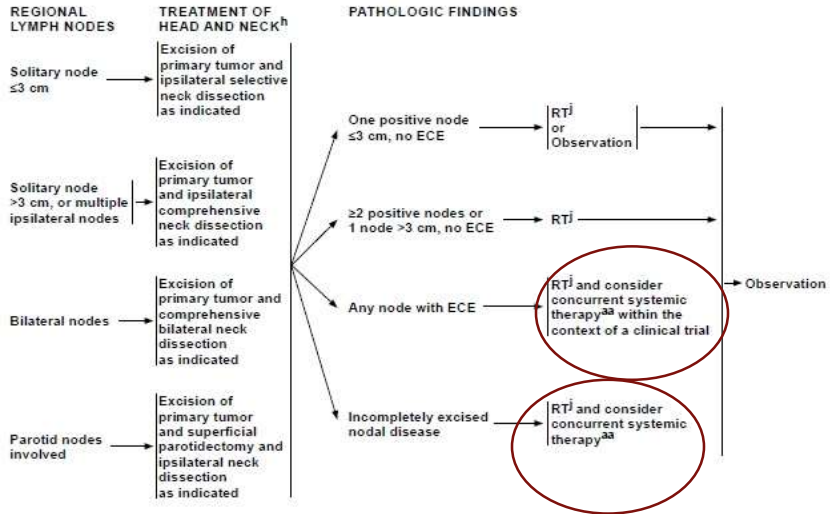 REGIONAL
LYMPH NODES
TREATMENT OF
HEAD AND NECKh
PATHOLOGIC FINDINGS
Solitary node
≤3 cm
Excision of
primary tumor and
ipsilateral selective
neck dissection
as indicated
Solitary node
>3 cm, or multiple
ipsilateral nodes
Excision of
primary tumor
and ipsilateral
comprehensive
neck dissection
as indicated
Bilateral nodes
Excision of
primary tumor and
comprehensive
bilateral neck
dissection
as indicated
Parotid nodes
involved
Excision of
primary tumor
and superficial
parotidectomy and
ipsilateral neck
dissection
as indicated
One positive node
≤3 cm, no ECE
RTj
or
Observation
≥2 positive nodes or
1 node >3 cm, no ECE
RTj
Any node with ECE
RTj and consider
concurrent systemic
therapyaa within the
context of a clinical trial
Incompletely excised
nodal disease
RTj and consider
concurrent systemic
therapyaa
Observation